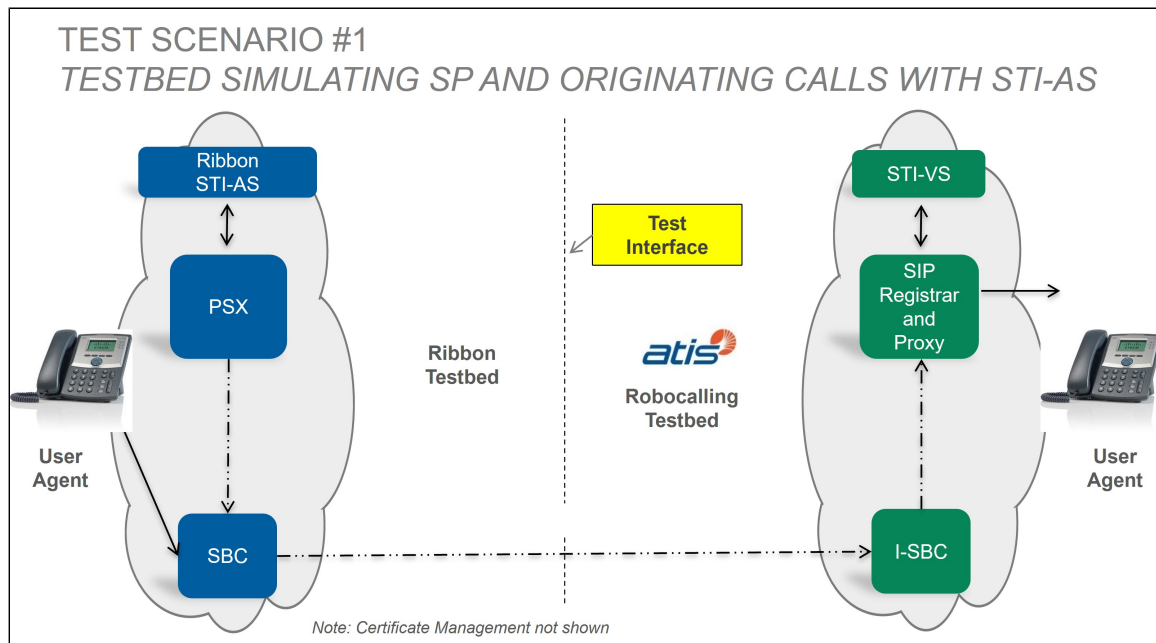 TEST SCENARIO #1
TESTBED SIMULATING SP AND ORIGINATING CALLS WITH STI-AS
Ribbon
STI-AS
STI-VS
Test
Interface
PSX
SIP
Registrar
and
Proxy
Ribbon
Testbed
atis
Robocalling
Testbed
User
Agent
User
Agent
SBC
I-SBC
Note: Certificate Management not shown